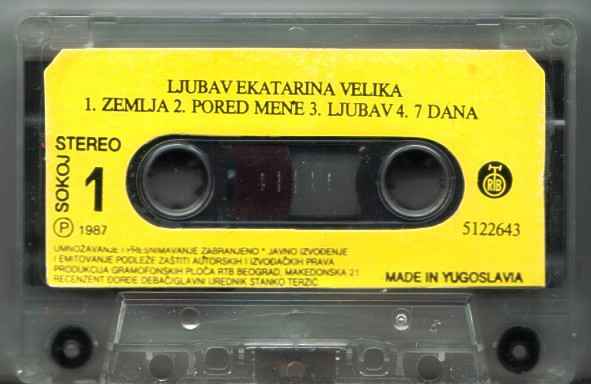 LJUBAV EKATARINA VELIKA
1. ZEMLJA 2. PORED MENE 3. LJUBAV 4. 7 DANA
STEREO
SOKOJ
1
RTB
P 1987
5122643
UMNOŽAVANJE I PRESNIMAVANJE ZABRANJENO * JAVNO IZVOĐENJE
I EMITOVANJE PODLEŽE ZAŠTITI AUTORSKIH I IZVOĐAČKIH PRAVA
PRODUKCIJA GRAMOFONSKIH PLOČA RTB BEOGRAD, MAKEDONSKA 21
RECENZENT ĐORĐE DEBAČ/GLAVNI UREDNIK STANKO TERZIĆ
MADE IN YUGOSLAVIA